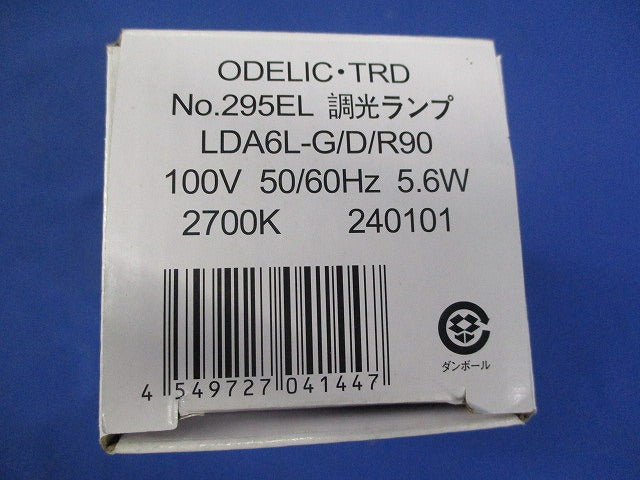 ODELIC・TRD
No.295EL 調光ランプ
LDA6L-G/D/R90
100V 50/60Hz 5.6W
2700K 240101
4 549727 041447
ダンボール